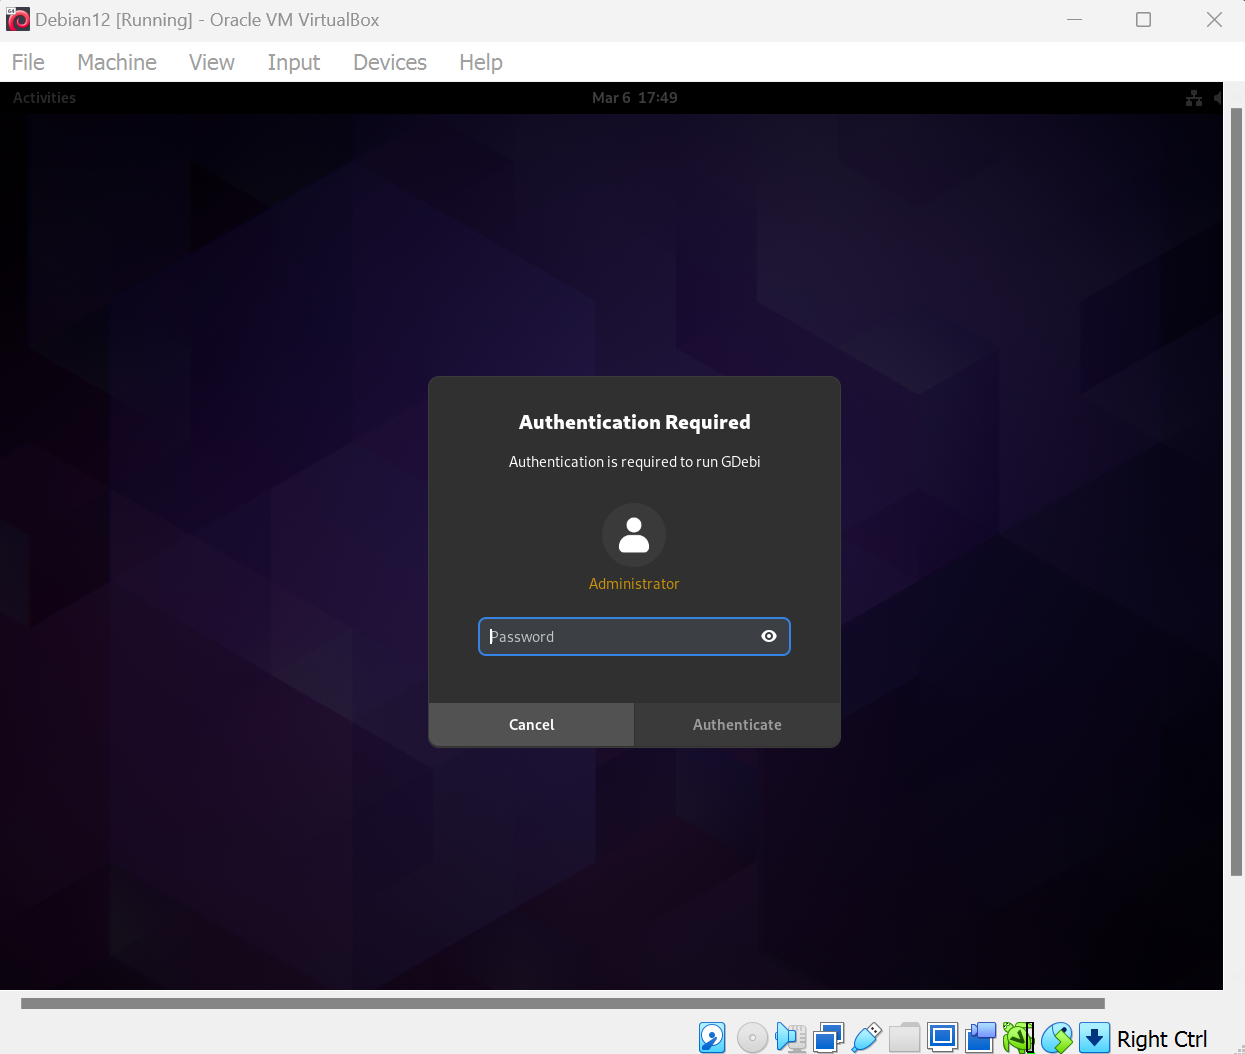 Debian12 [Running] - Oracle VM VirtualBox
File Machine View Input Devices Help
Activities Mar 6 17:49
Authentication Required
Authentication is required to run GDebi
Administrator
Password
Cancel Authenticate
Right Ctrl